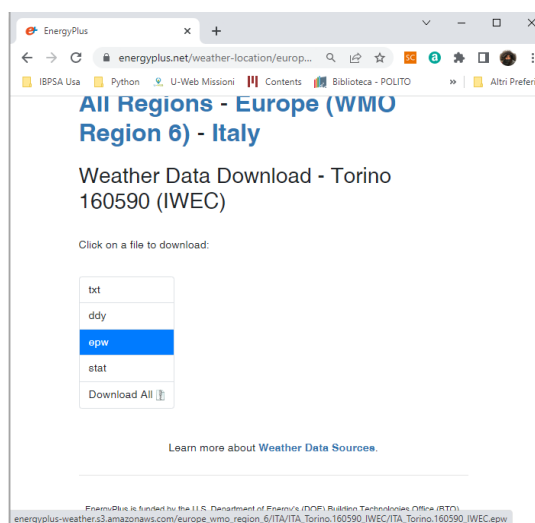 EnergyPlus
energyplus.net/weather-location/europ...
IBPSA Usa Python U-Web Missioni Contents Biblioteca - POLITO » Altri Preferi
All Regions - Europe (WMO
Region 6) - Italy
Weather Data Download - Torino
160590 (IWEC)
Click on a file to download:
txt
ddy
epw
stat
Download All
Learn more about Weather Data Sources.
EnergyPlus is funded by the U.S. Department of Energy's (DOE) Building Technologies Office (BTO)
energyplus-weather.s3.amazonaws.com/europe_wmo_region_6/ITA/ITA_Torino.160590_IWEC/ITA_Torino.160590_IWEC.epw